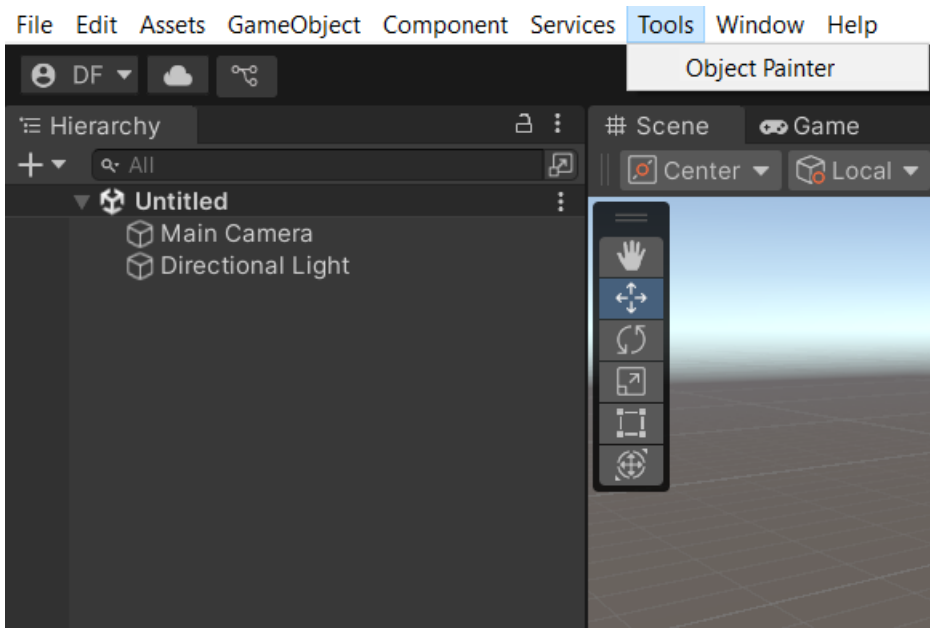 File Edit Assets GameObject Component Services Tools Window Help
DF
Object Painter
Hierarchy
All
Untitled
Main Camera
Directional Light
Scene
Game
Center
Local